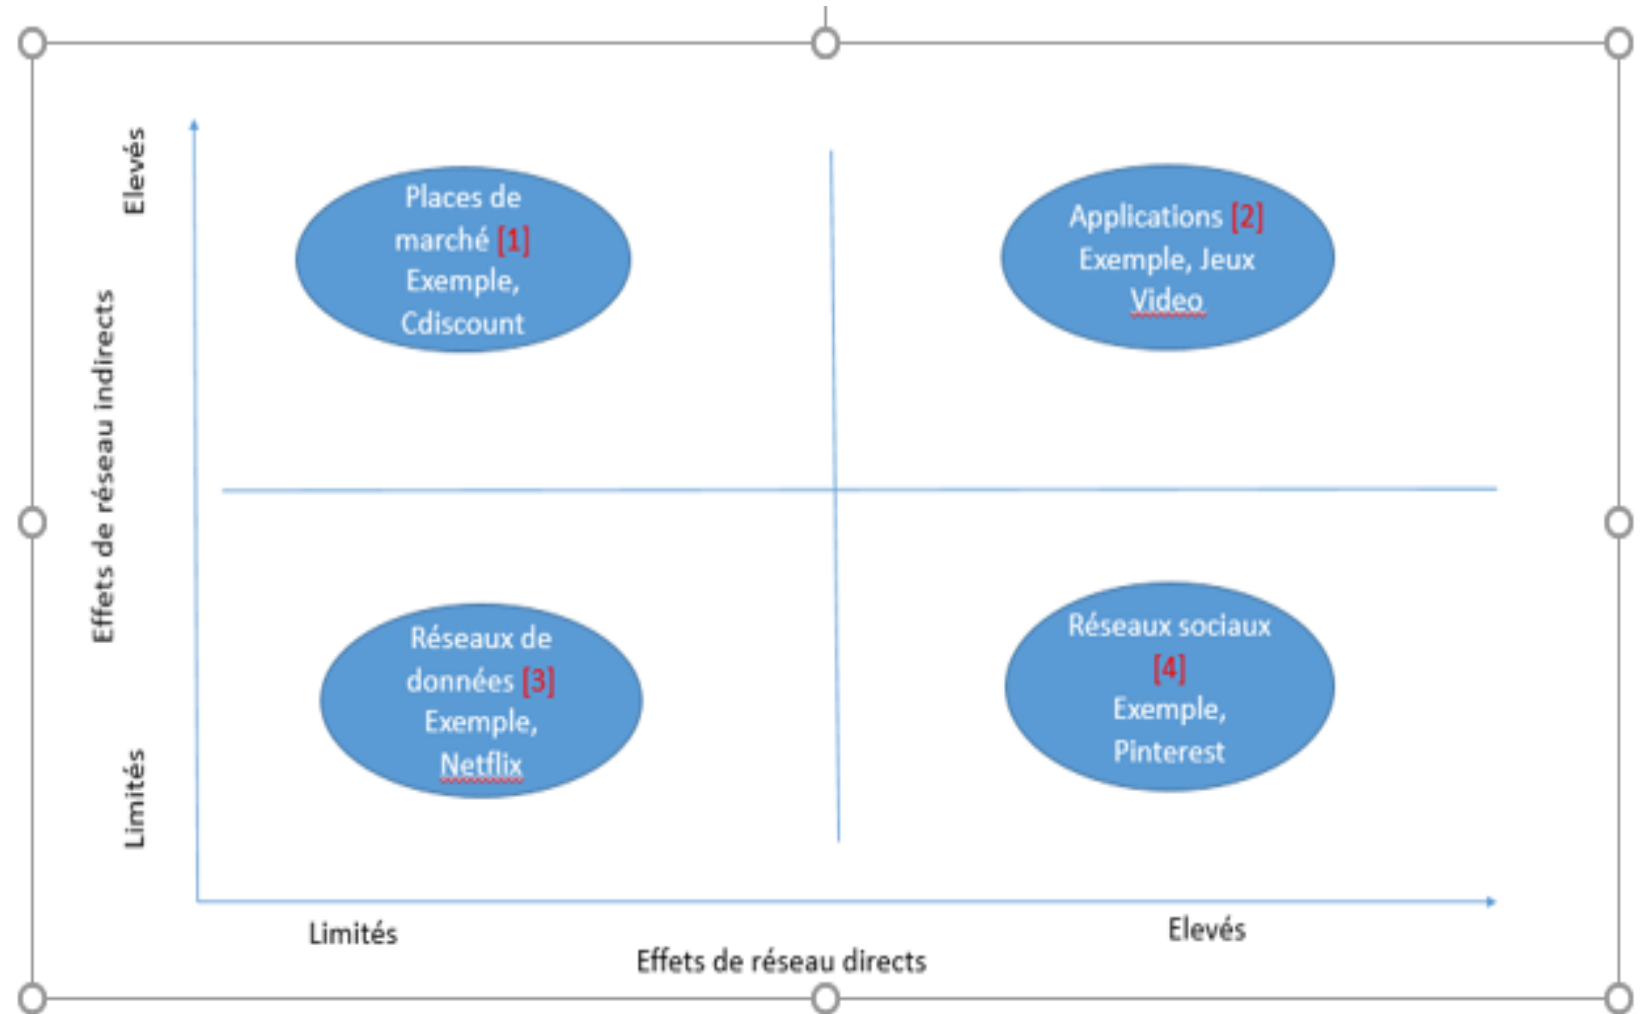 Elevés
Effets de réseau indirects
Limités
Places de
marché [1]
Exemple,
Cdiscount
Applications [2]
Exemple, Jeux
Video
Réseaux de
données [3]
Exemple,
Netflix
Réseaux sociaux
[4]
Exemple,
Pinterest
Limités
Elevés
Effets de réseau directs